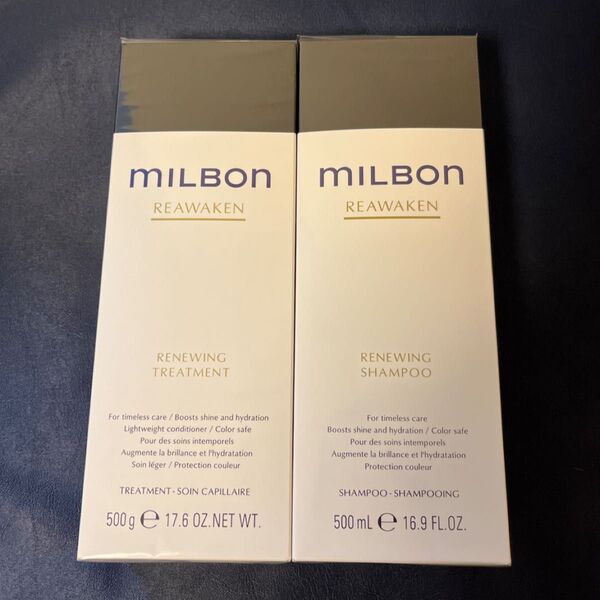 MILBON
REAWAKEN
RENEWING
TREATMENT
For timeless care / Boosts shine and hydration
Lightweight conditioner / Color safe
Pour des soins intemporels
Augmente la brillance et l'hydratation
Soin léger / Protection couleur
TREATMENT - SOIN CAPILLAIRE
500 g ℮ 17.6 OZ. NET WT.
MILBON
REAWAKEN
RENEWING
SHAMPOO
For timeless care
Boosts shine and hydration / Color safe
Pour des soins intemporels
Augmente la brillance et l'hydratation
Protection couleur
SHAMPOO - SHAMPOOING
500 mL ℮ 16.9 FL.OZ.